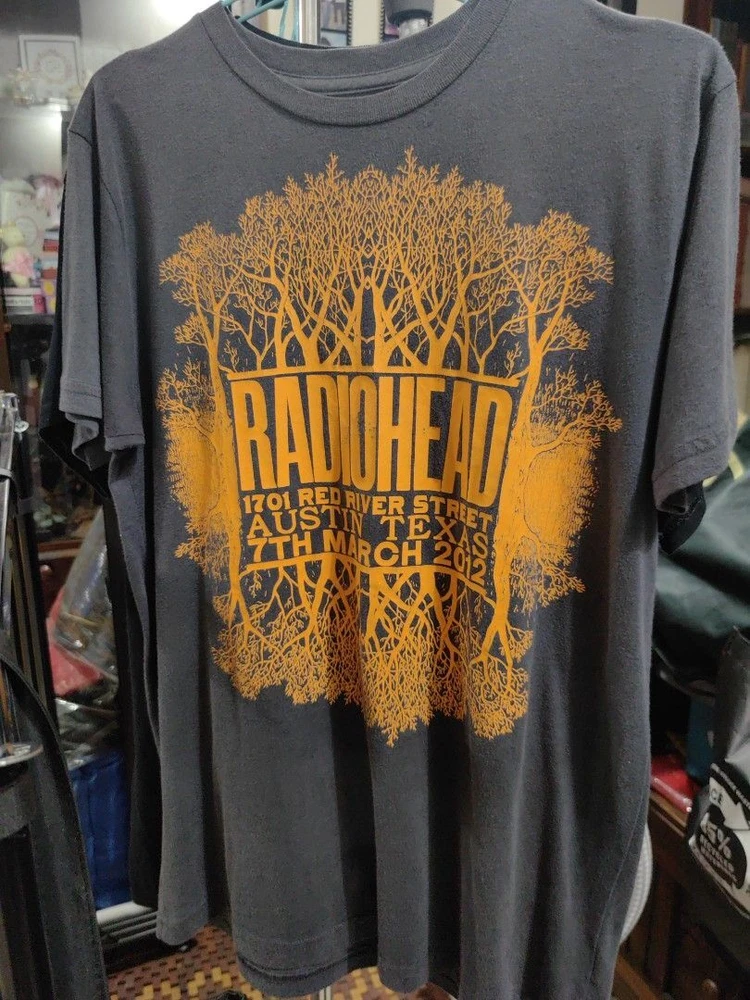 RADIOHEAD
1701 RED RIVER STREET
AUSTIN TEXAS
7TH MARCH 2012